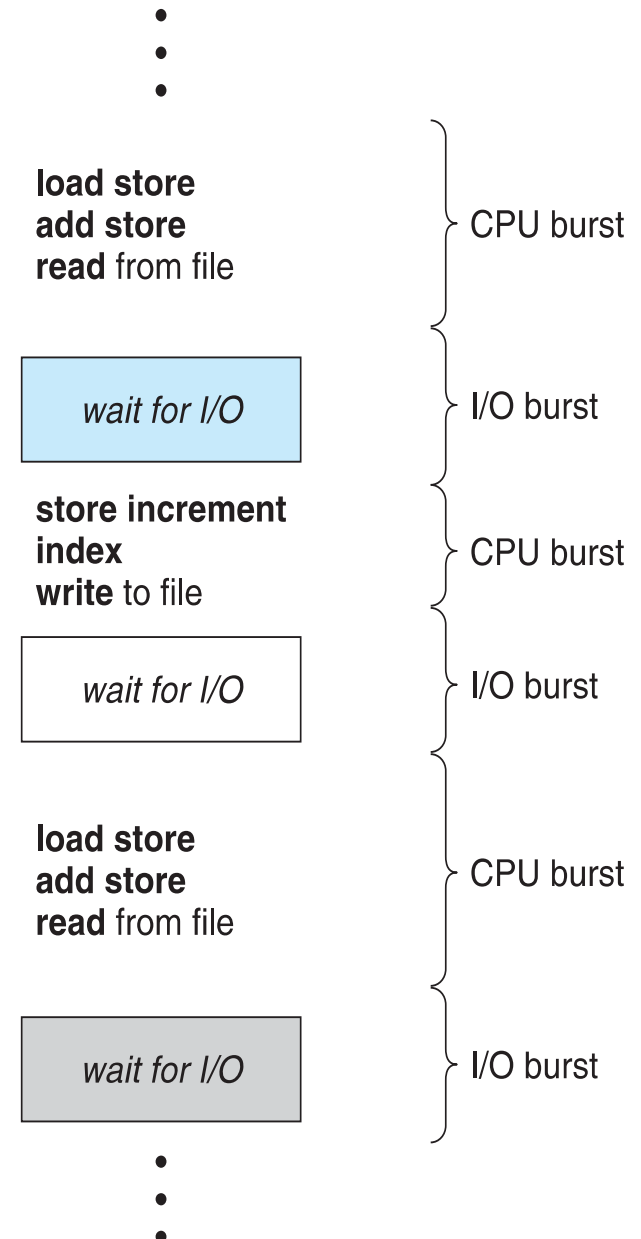 load store
add store
read from file
CPU burst
wait for I/O
I/O burst
store increment
index
write to file
CPU burst
wait for I/O
I/O burst
load store
add store
read from file
CPU burst
wait for I/O
I/O burst